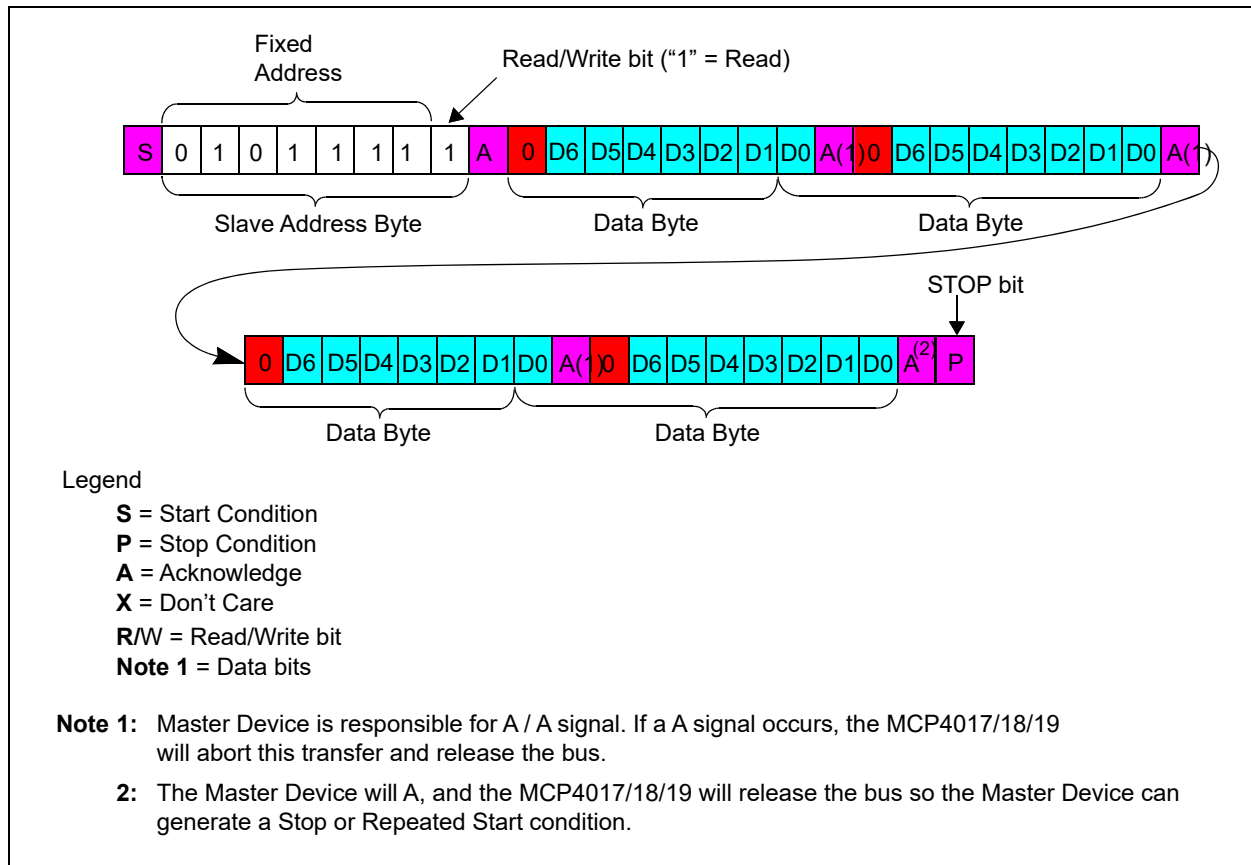 Fixed
Address
Read/Write bit (“1” = Read)
S 0 1 0 1 1 1 1 1 A 0 D6 D5 D4 D3 D2 D1 D0 A(1) 0 D6 D5 D4 D3 D2 D1 D0 A(1)
Slave Address Byte Data Byte Data Byte
STOP bit
0 D6 D5 D4 D3 D2 D1 D0 A(1) 0 D6 D5 D4 D3 D2 D1 D0 A(2) P
Data Byte Data Byte
Legend
S = Start Condition
P = Stop Condition
A = Acknowledge
X = Don’t Care
R/W = Read/Write bit
Note 1 = Data bits
Note 1: Master Device is responsible for A / A signal. If a A signal occurs, the MCP4017/18/19
will abort this transfer and release the bus.
2: The Master Device will A, and the MCP4017/18/19 will release the bus so the Master Device can
generate a Stop or Repeated Start condition.